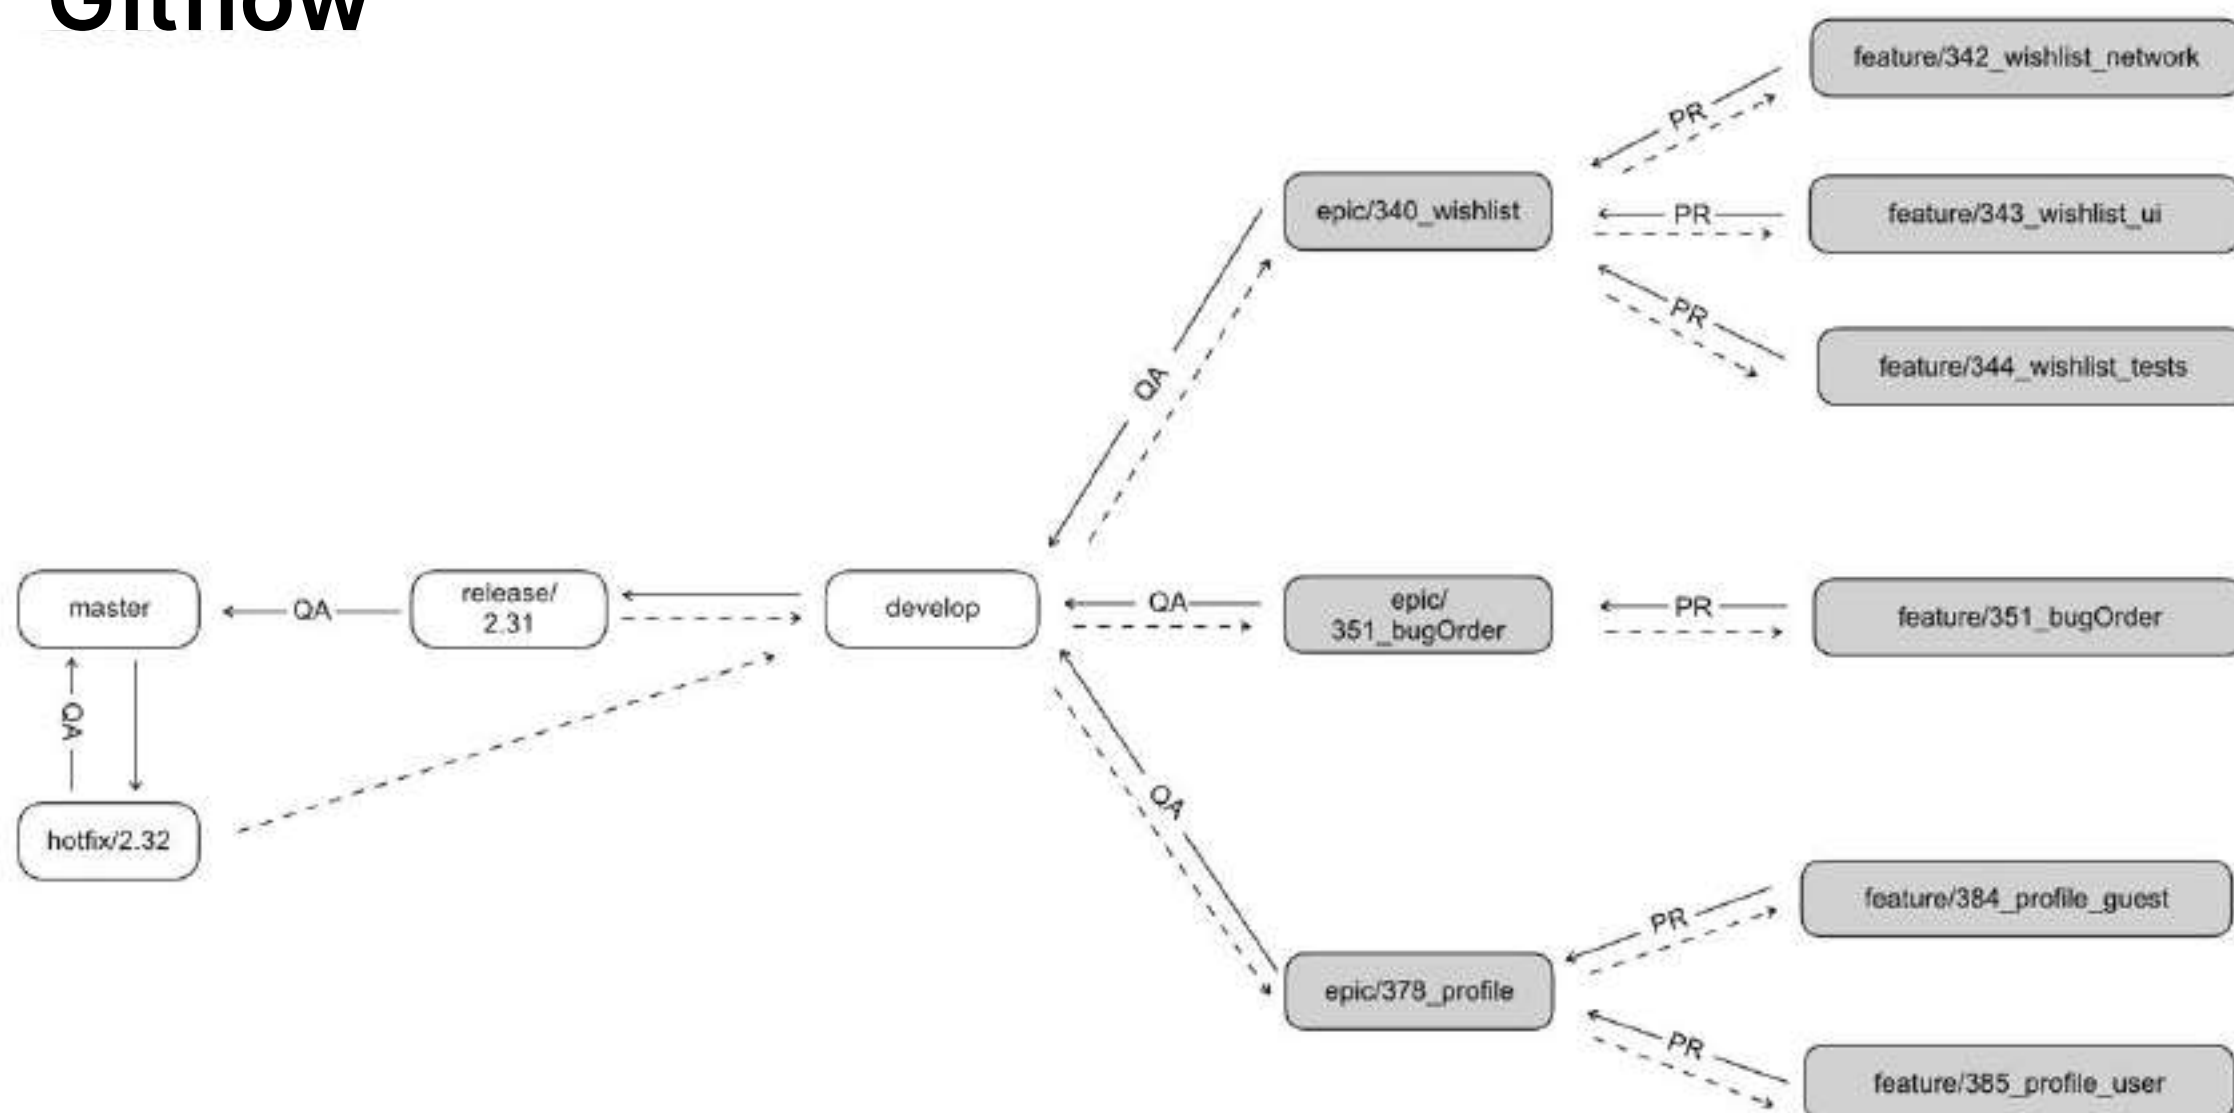 Gitflow
feature/342_wishlist_network
PR
epic/340_wishlist
PR
feature/343_wishlist_ui
PR
feature/344_wishlist_tests
QA
master
QA
release/
2.31
develop
QA
epic/
351_bugOrder
PR
feature/351_bugOrder
QA
hotfix/2.32
QA
feature/384_profile_guest
PR
epic/378_profile
PR
feature/385_profile_user